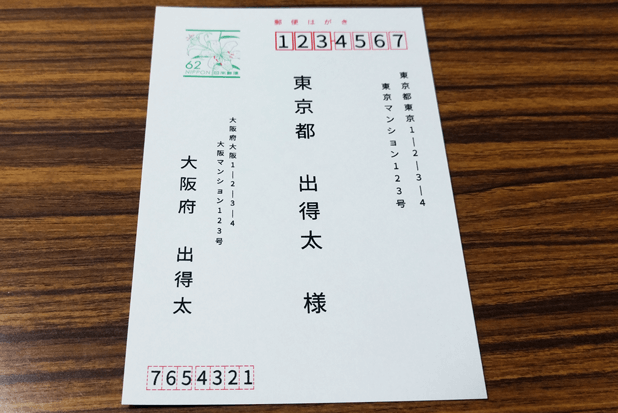 郵便はがき
62
NIPPON 日本郵便
1234567
東京都東京1―2―3―4
東京マンション123号
東京都　出得太　様
大阪府大阪1―2―3―4
大阪マンション123号
大阪府　出得太
7654321